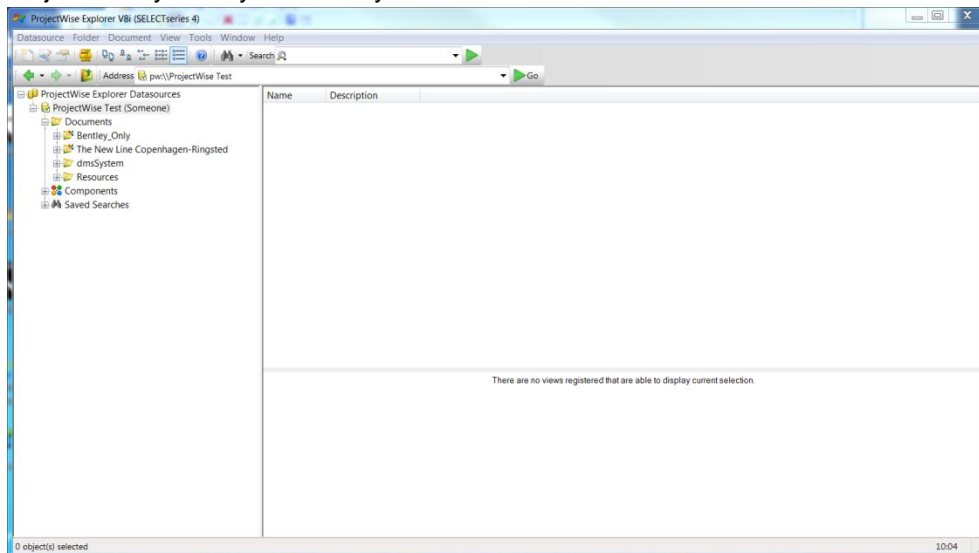 ProjectWise Explorer V8i (SELECTseries 4)
Datasource Folder Document View Tools Window Help
Search
Address pw:\\ProjectWise Test Go
ProjectWise Explorer Datasources
ProjectWise Test (Someone)
Documents
Bentley_Only
The New Line Copenhagen-Ringsted
dmsSystem
Resources
Components
Saved Searches
Name Description
There are no views registered that are able to display current selection.
0 object(s) selected 10:04